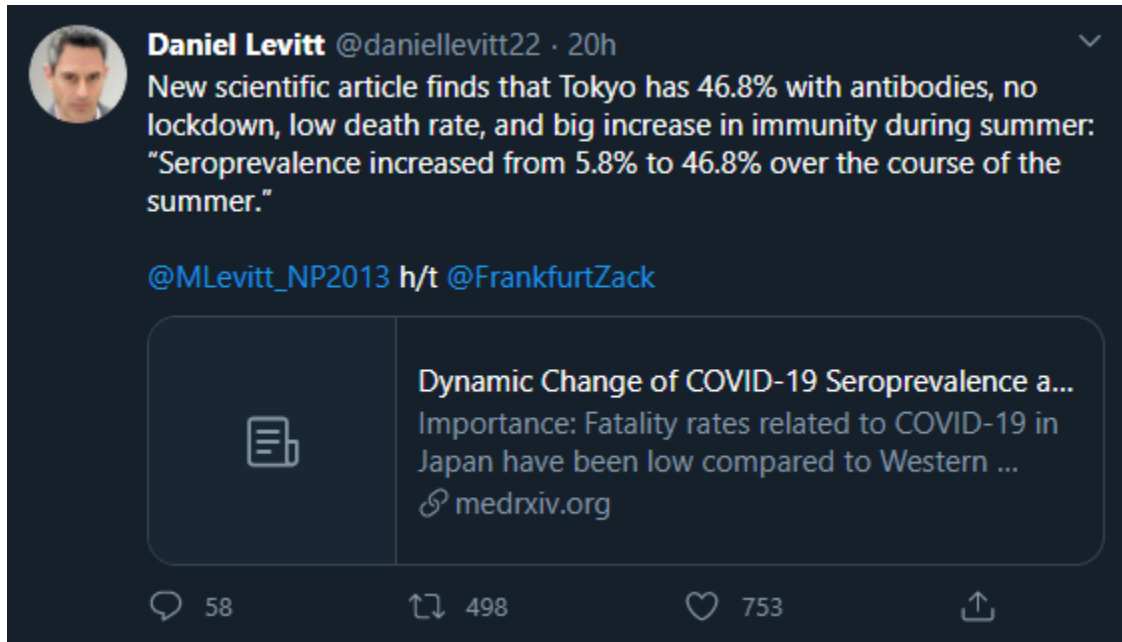 Daniel Levitt @daniellevitt22 · 20h
New scientific article finds that Tokyo has 46.8% with antibodies, no
lockdown, low death rate, and big increase in immunity during summer:
“Seroprevalence increased from 5.8% to 46.8% over the course of the
summer.”
@MLevitt_NP2013 h/t @FrankfurtZack
Dynamic Change of COVID-19 Seroprevalence a...
Importance: Fatality rates related to COVID-19 in
Japan have been low compared to Western ...
medrxiv.org
58 498 753